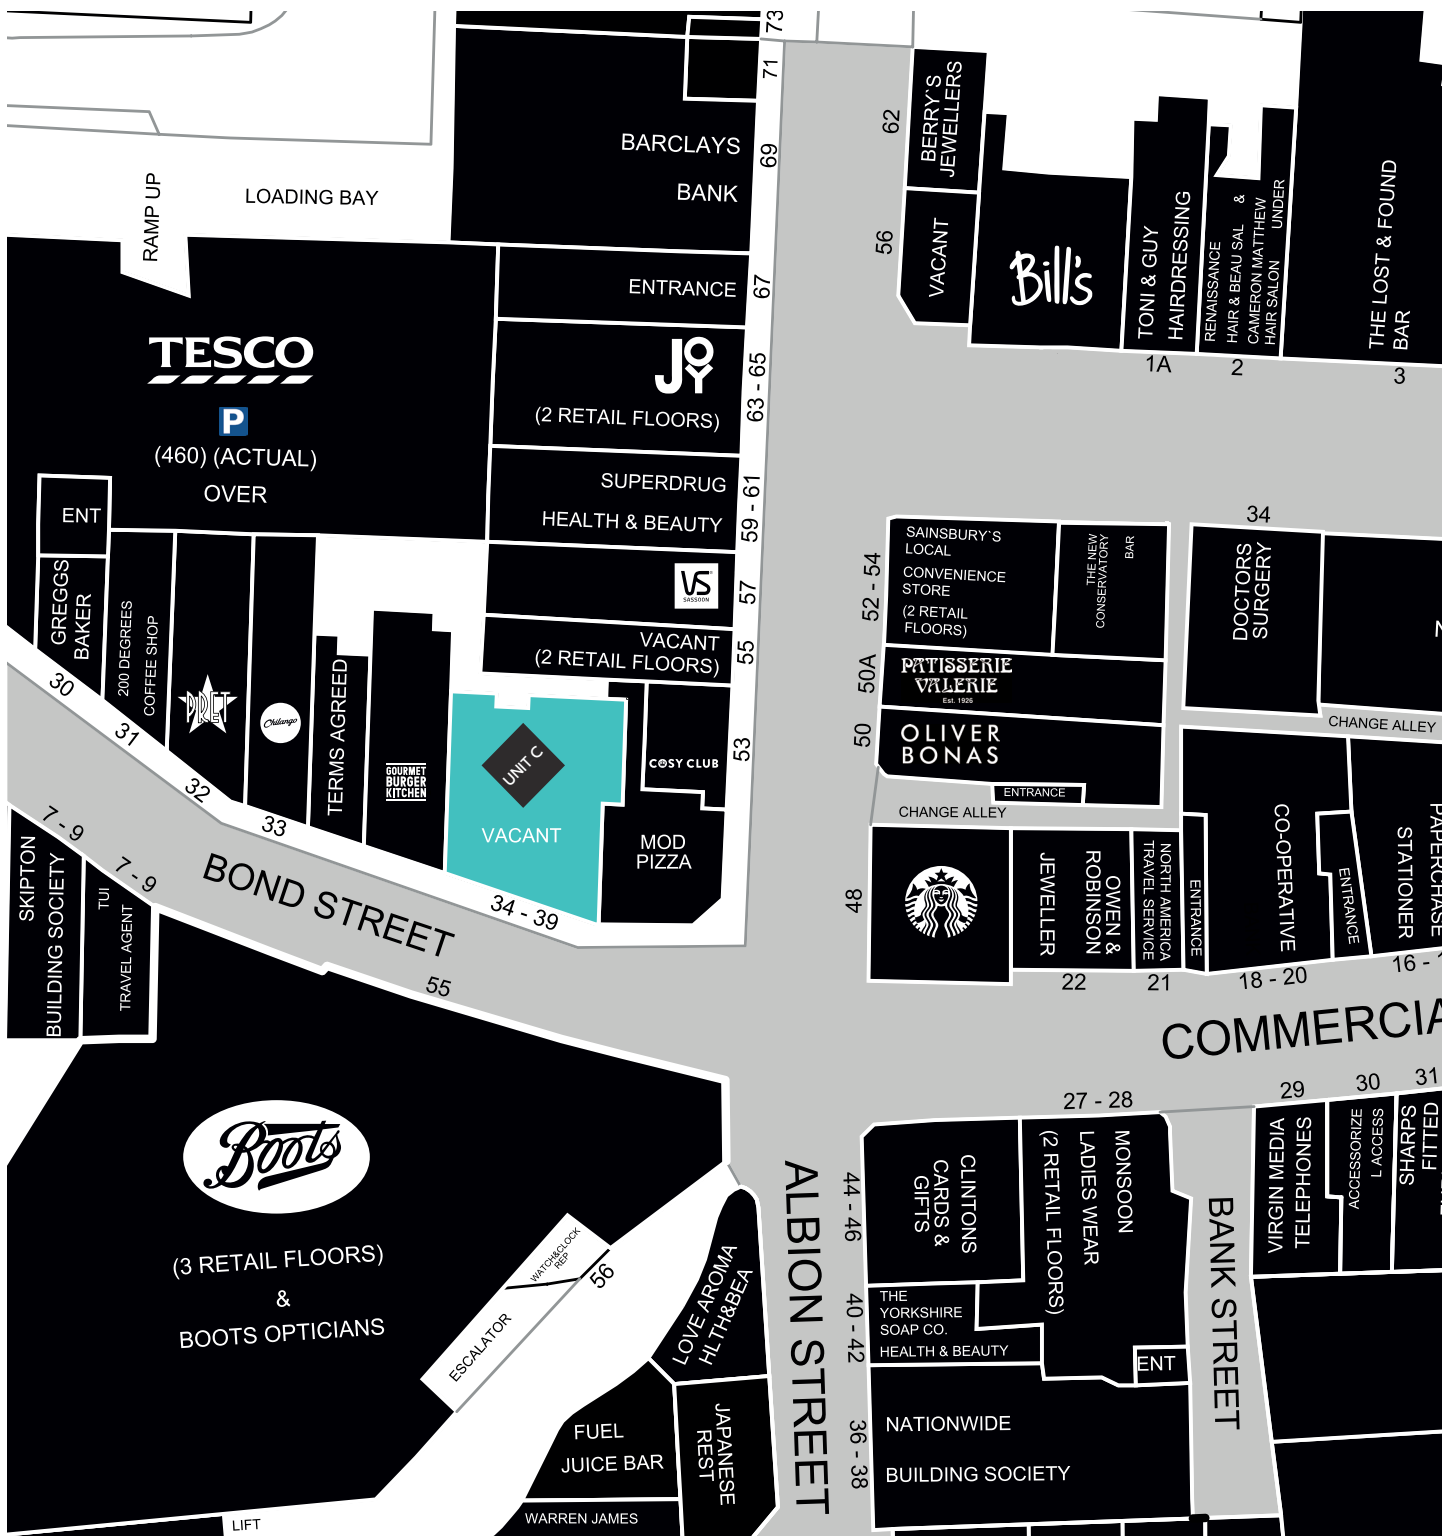 73
71
BARCLAYS
BANK
69
LOADING BAY
RAMP UP
ENTRANCE
67
TESCO
P
(460) (ACTUAL)
OVER
JOY
(2 RETAIL FLOORS)
63 - 65
SUPERDRUG
HEALTH & BEAUTY
59 - 61
VS
SASSOON
57
VACANT
(2 RETAIL FLOORS)
55
ENT
GREGGS
BAKER
200 DEGREES
COFFEE SHOP
PRET
Chilango
TERMS AGREED
GOURMET
BURGER
KITCHEN
UNIT C
VACANT
COSY CLUB
53
MOD
PIZZA
30
31
32
33
34 - 39
BOND STREET
7 - 9
7 - 9
SKIPTON
BUILDING SOCIETY
TUI
TRAVEL AGENT
55
Boots
(3 RETAIL FLOORS)
&
BOOTS OPTICIANS
WATCH&CLOCK
REP
56
ESCALATOR
LIFT
LOVE AROMA
HLTH&BEA
FUEL
JUICE BAR
JAPANESE
REST
WARREN JAMES
ALBION STREET
62
BERRY`S
JEWELLERS
56
VACANT
Bill's
TONI & GUY
HAIRDRESSING
1A
RENAISSANCE
HAIR & BEAU SAL &
CAMERON MATTHEW
HAIR SALON UNDER
2
THE LOST & FOUND
BAR
3
52 - 54
SAINSBURY`S
LOCAL
CONVENIENCE
STORE
(2 RETAIL
FLOORS)
THE NEW
CONSERVATORY
BAR
34
DOCTORS
SURGERY
N
50A
PATISSERIE
VALERIE
Est. 1926
50
OLIVER
BONAS
ENTRANCE
CHANGE ALLEY
CHANGE ALLEY
48
JEWELLER
OWEN &
ROBINSON
NORTH AMERICA
TRAVEL SERVICE
ENTRANCE
CO-OPERATIVE
ENTRANCE
PAPERCHASE
STATIONER
22
21
18 - 20
16 - 1
COMMERCIA
27 - 28
29
30
31
44 - 46
CLINTONS
CARDS &
GIFTS
MONSOON
LADIES WEAR
(2 RETAIL FLOORS)
VIRGIN MEDIA
TELEPHONES
ACCESSORIZE
L ACCESS
SHARPS
FITTED
BANK STREET
40 - 42
THE
YORKSHIRE
SOAP CO.
HEALTH & BEAUTY
ENT
36 - 38
NATIONWIDE
BUILDING SOCIETY